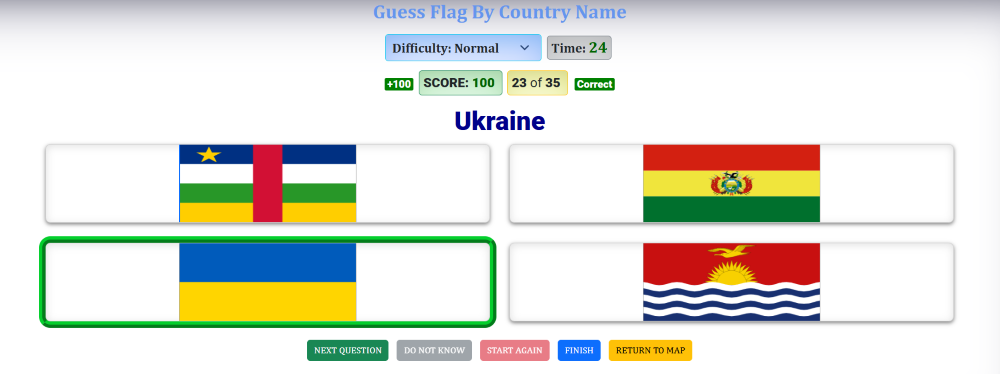 Guess Flag By Country Name
Difficulty: Normal Time: 24
+100 SCORE: 100 23 of 35 Correct
Ukraine
NEXT QUESTION DO NOT KNOW START AGAIN FINISH RETURN TO MAP